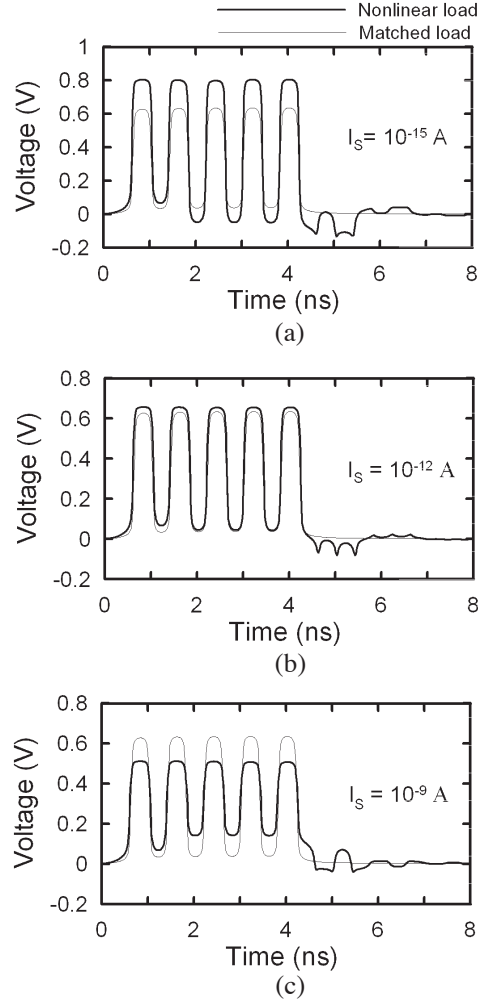 Nonlinear load
Matched load
1
0.8
0.6
0.4
0.2
0
-0.2
Voltage (V)
I_S= 10^-15 A
0 2 4 6 8
Time (ns)
(a)
0.8
0.6
0.4
0.2
0
-0.2
Voltage (V)
I_S = 10^-12 A
0 2 4 6 8
Time (ns)
(b)
0.8
0.6
0.4
0.2
0
-0.2
Voltage (V)
I_S = 10^-9 A
0 2 4 6 8
Time (ns)
(c)